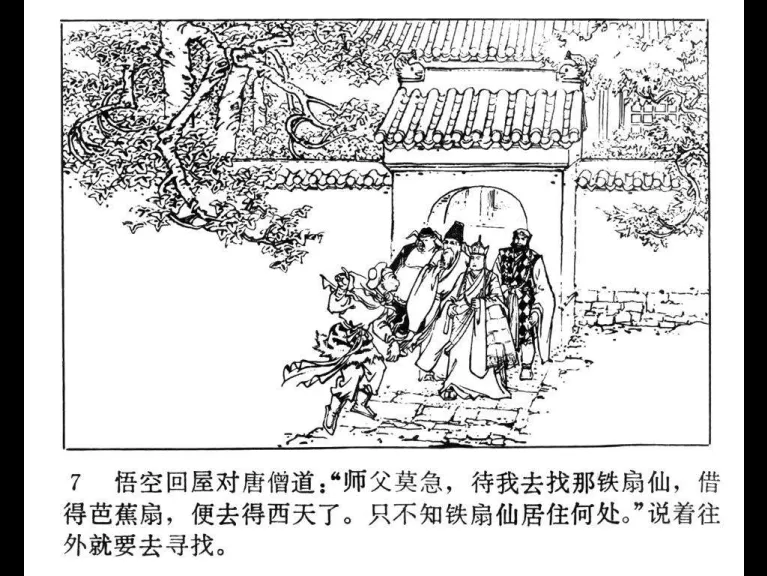 7 悟空回屋对唐僧道：“师父莫急，待我去找那铁扇仙，借
得芭蕉扇，便去得西天了。只不知铁扇仙居住何处。”说着往
外就要去寻找。